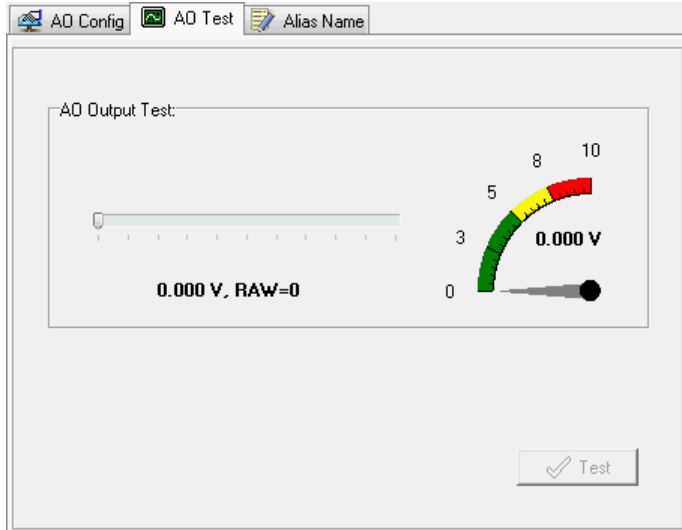 AO Config AO Test Alias Name
AO Output Test:
10
8
5
3
0.000 V
0
0.000 V, RAW=0
Test